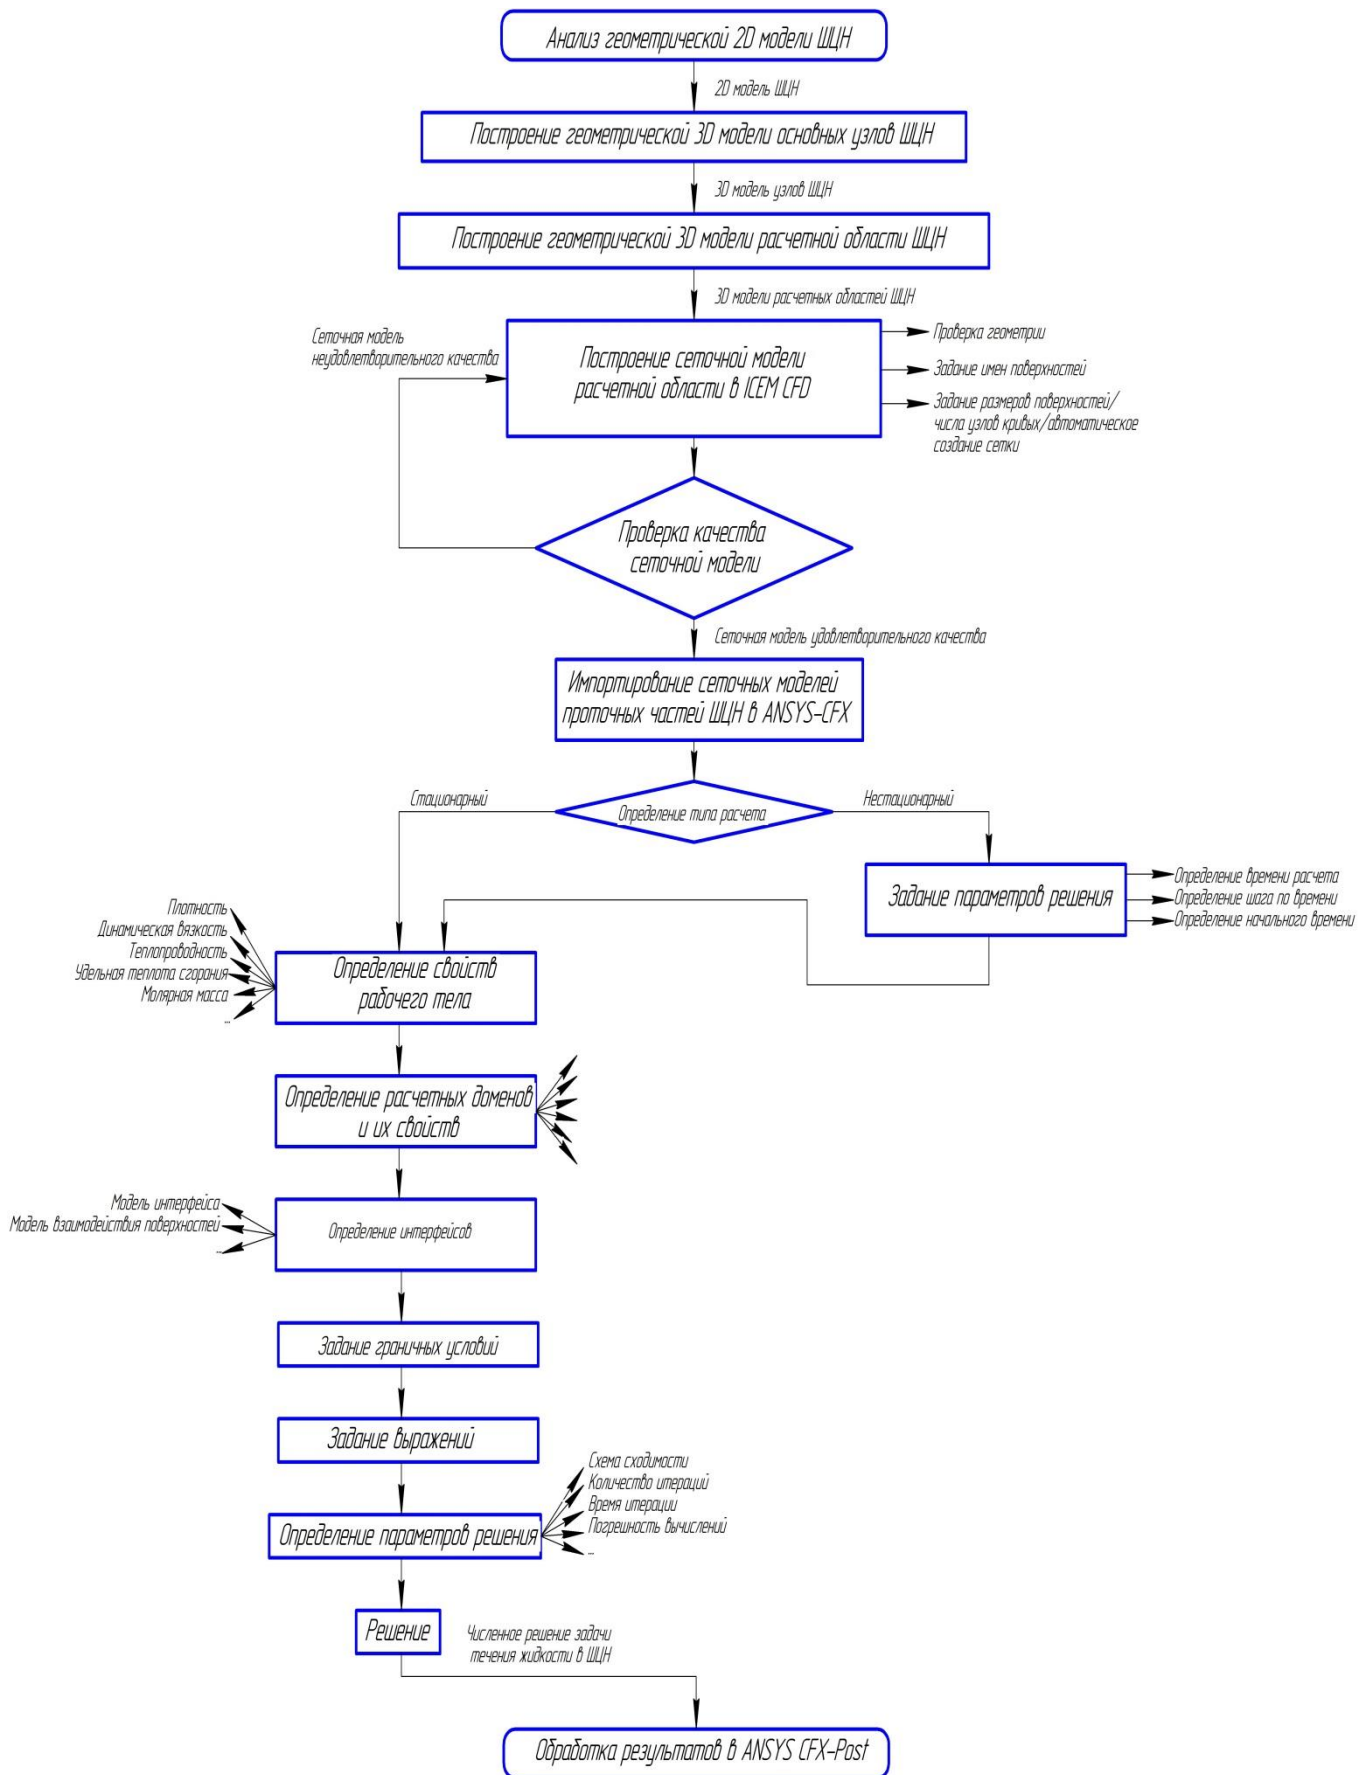 Анализ геометрической 2D модели ШЦН
2D модель ШЦН
Построение геометрической 3D модели основных узлов ШЦН
3D модель узлов ШЦН
Построение геометрической 3D модели расчетной области ШЦН
3D модели расчетных областей ШЦН
Сеточная модель
неудовлетворительного качества
Построение сеточной модели
расчетной области в ICEM CFD
Проверка геометрии
Задание имен поверхностей
Задание размеров поверхностей/
числа узлов кривых/автоматическое
создание сетки
Проверка качества
сеточной модели
Сеточная модель удовлетворительного качества
Импортирование сеточных моделей
проточных частей ШЦН в ANSYS-CFX
Стационарный
Определение типа расчета
Нестационарный
Задание параметров решения
Определение времени расчета
Определение шага по времени
Определение начального времени
Плотность
Динамическая вязкость
Теплопроводность
Удельная теплота сгорания
Молярная масса
...
Определение свойств
рабочего тела
Определение расчетных доменов
и их свойств
Модель интерфейса
Модель взаимодействия поверхностей
...
Определение интерфейсов
Задание граничных условий
Задание выражений
Схема сходимости
Количество итераций
Время итерации
Погрешность вычислений
...
Определение параметров решения
Решение
Численное решение задачи
течения жидкости в ШЦН
Обработка результатов в ANSYS CFX-Post